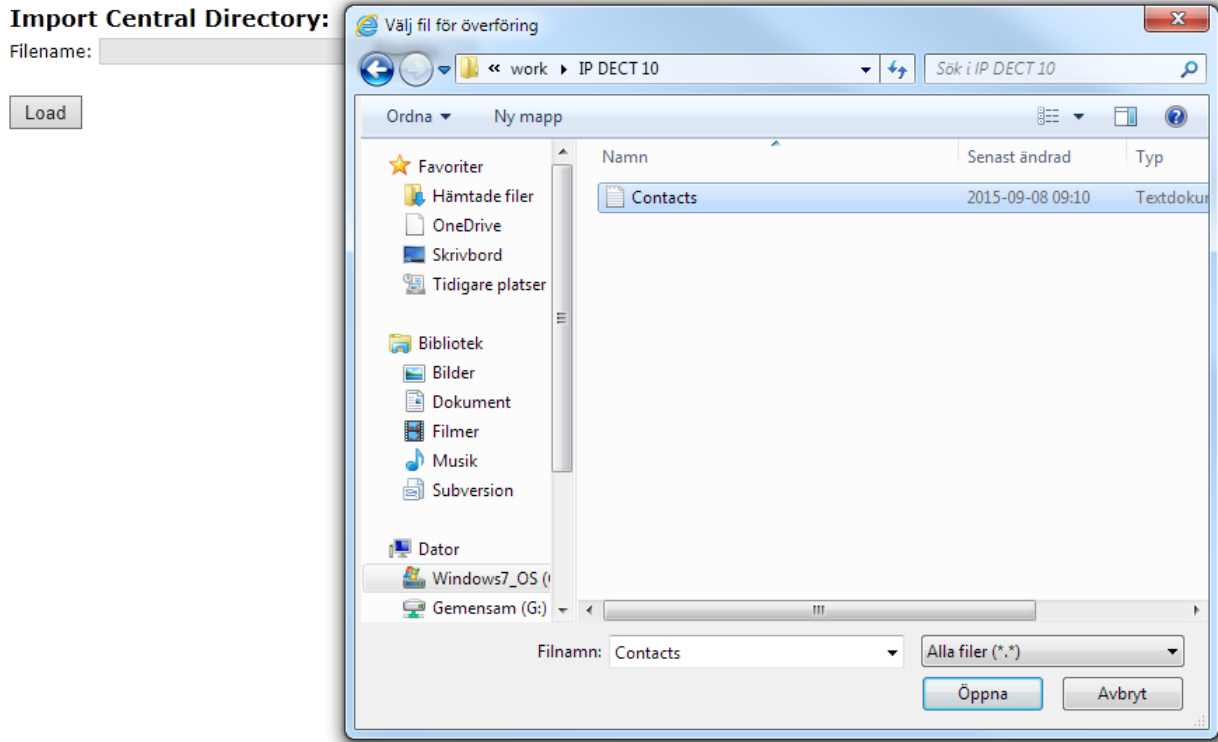 Import Central Directory:
Filename:
Load
Välj fil för överföring
« work IP DECT 10
Sök i IP DECT 10
Ordna Ny mapp
Namn Senast ändrad Typ
Contacts 2015-09-08 09:10 Textdokur
Favoriter
Hämtade filer
OneDrive
Skrivbord
Tidigare platser
Bibliotek
Bilder
Dokument
Filmer
Musik
Subversion
Dator
Windows7_OS (
Gemensam (G:)
Filnamn: Contacts Alla filer (*.*)
Öppna Avbryt